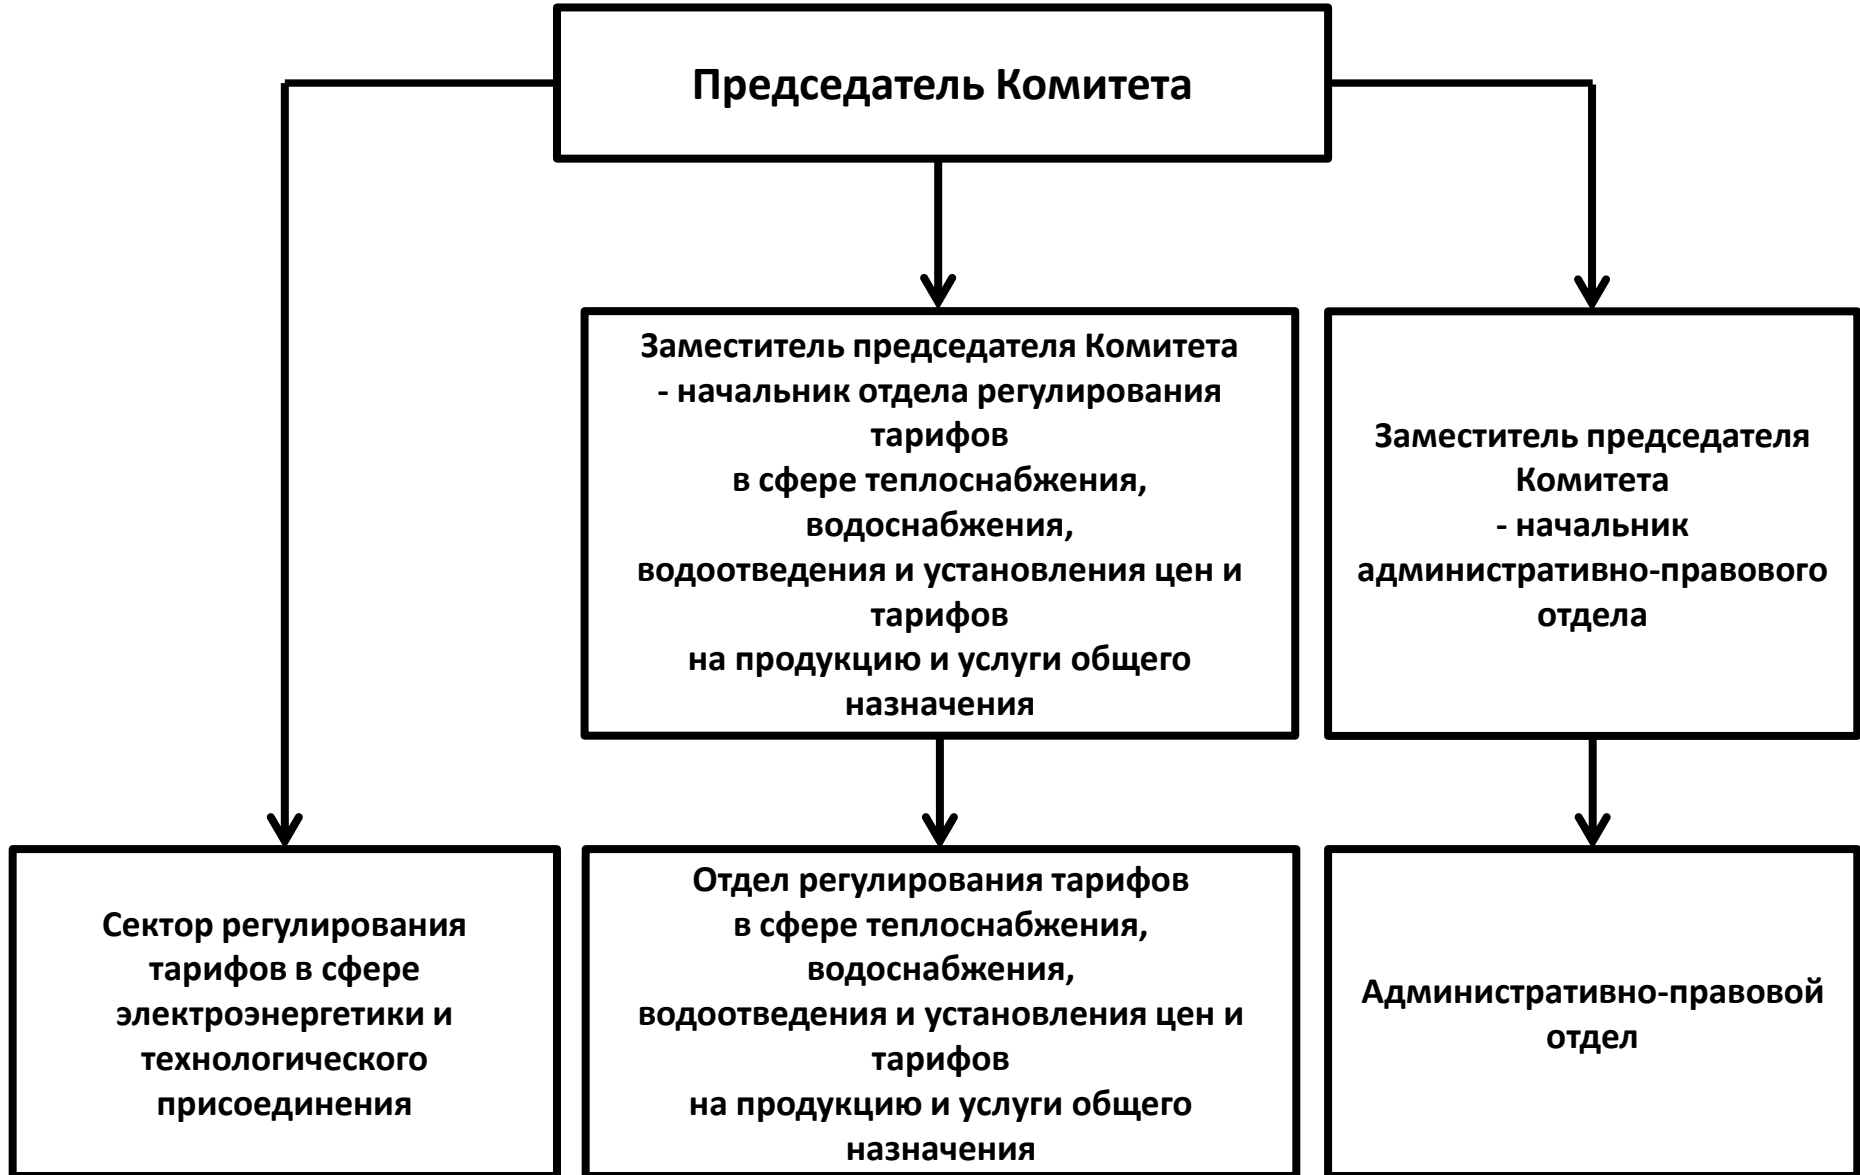 Председатель Комитета
Заместитель председателя Комитета
- начальник отдела регулирования
тарифов
в сфере теплоснабжения,
водоснабжения,
водоотведения и установления цен и
тарифов
на продукцию и услуги общего
назначения
Заместитель председателя
Комитета
- начальник
административно-правового
отдела
Сектор регулирования
тарифов в сфере
электроэнергетики и
технологического
присоединения
Отдел регулирования тарифов
в сфере теплоснабжения,
водоснабжения,
водоотведения и установления цен и
тарифов
на продукцию и услуги общего
назначения
Административно-правовой
отдел